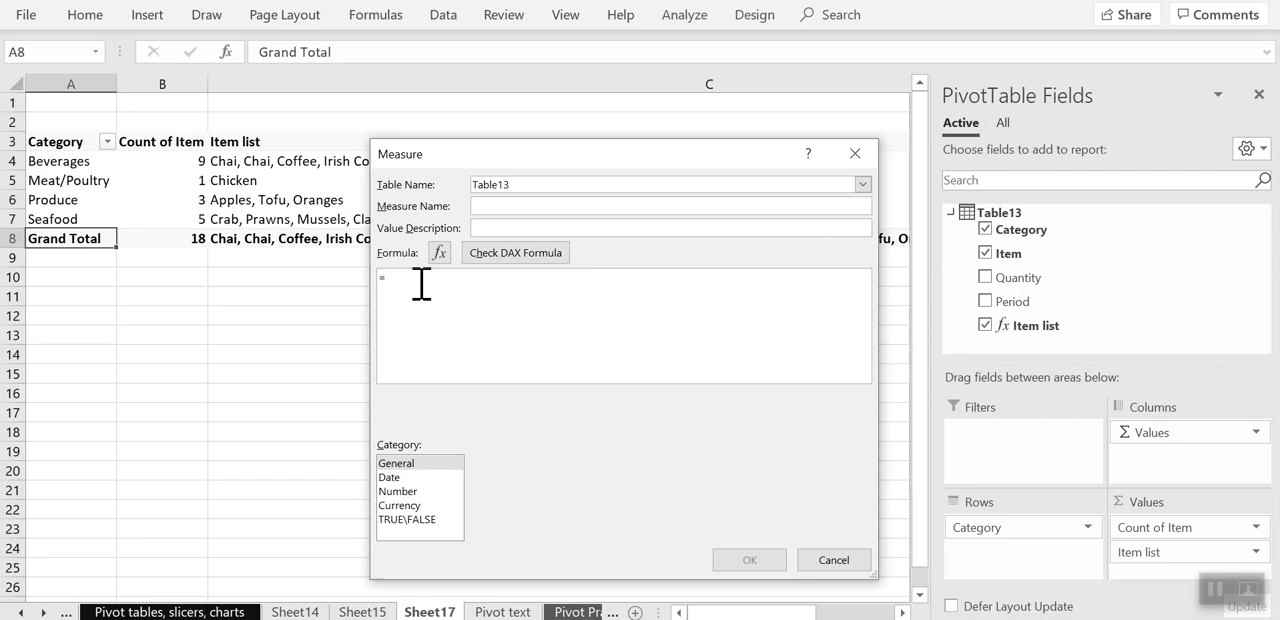 File Home Insert Draw Page Layout Formulas Data Review View Help Analyze Design Search Share Comments
A8 fx Grand Total
A B C
PivotTable Fields
Active All
Choose fields to add to report:
Search
Table13
Category
Item
Quantity
Period
fx Item list
Drag fields between areas below:
Filters
Columns
Σ Values
Rows
Category
Σ Values
Count of Item
Item list
Defer Layout Update
Update
1
2
3 Category Count of Item Item list
4 Beverages 9 Chai, Chai, Coffee, Irish Co
5 Meat/Poultry 1 Chicken
6 Produce 3 Apples, Tofu, Oranges
7 Seafood 5 Crab, Prawns, Mussels, Cla
8 Grand Total 18 Chai, Chai, Coffee, Irish Co fu, O
9
10
11
12
13
14
15
16
17
18
19
20
21
22
23
24
25
26
Measure ?
Table Name: Table13
Measure Name:
Value Description:
Formula: fx Check DAX Formula
=
Category:
General
Date
Number
Currency
TRUE\FALSE
OK Cancel
... Pivot tables, slicers, charts Sheet14 Sheet15 Sheet17 Pivot text Pivot Pr ...